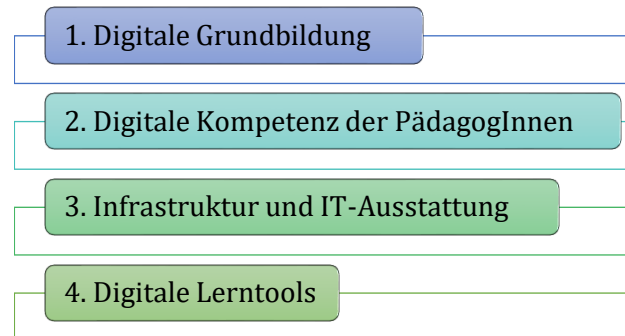 1. Digitale Grundbildung
2. Digitale Kompetenz der PädagogInnen
3. Infrastruktur und IT-Ausstattung
4. Digitale Lerntools